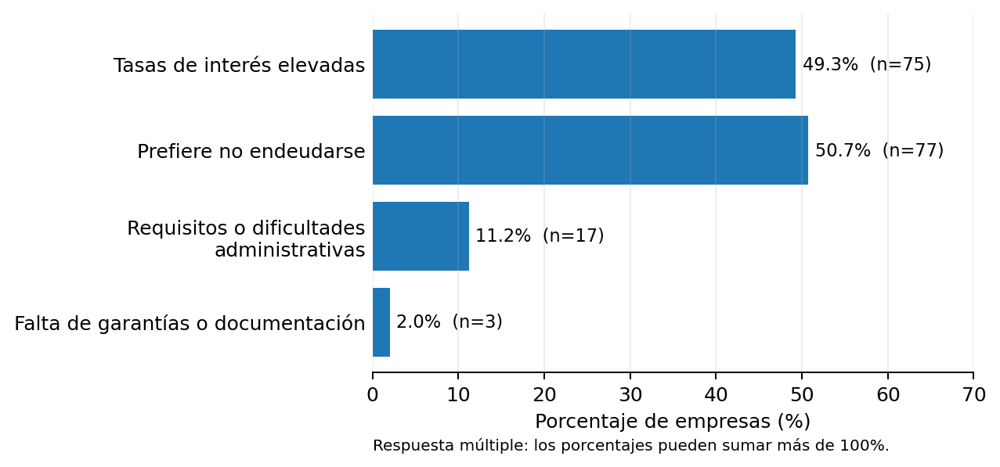 Tasas de interés elevadas
49.3%  (n=75)
Prefiere no endeudarse
50.7%  (n=77)
Requisitos o dificultades
administrativas
11.2%  (n=17)
Falta de garantías o documentación
2.0%  (n=3)
0 10 20 30 40 50 60 70
Porcentaje de empresas (%)
Respuesta múltiple: los porcentajes pueden sumar más de 100%.